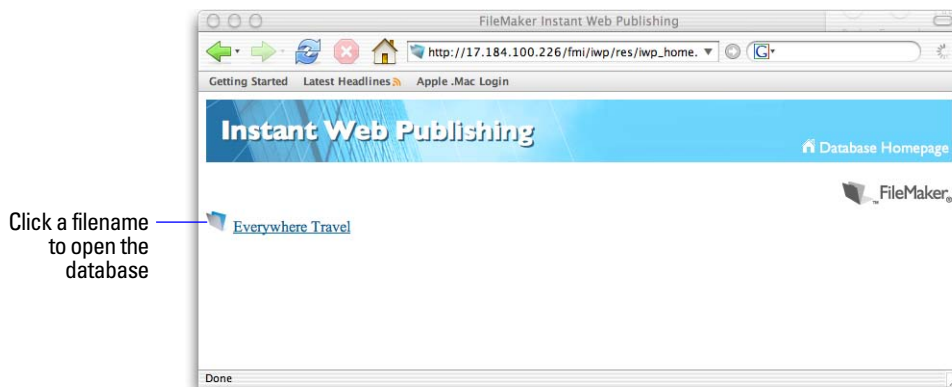 FileMaker Instant Web Publishing
http://17.184.100.226/fmi/iwp/res/iwp_home.
G
Getting Started Latest Headlines Apple .Mac Login
Instant Web Publishing
Database Homepage
FileMaker®
Click a filename
to open the
database
Everywhere Travel
Done